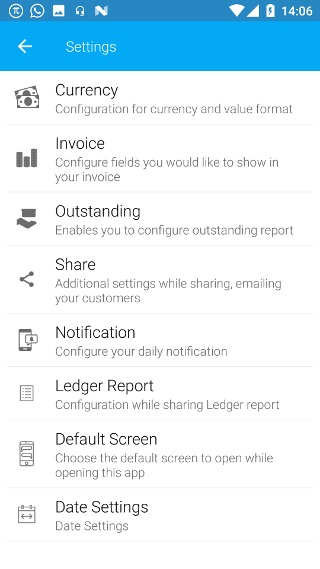 14:06
Settings
Currency
Configuration for currency and value format
Invoice
Configure fields you would like to show in
your invoice
Outstanding
Enables you to configure outstanding report
Share
Additional settings while sharing, emailing
your customers
Notification
Configure your daily notification
Ledger Report
Configuration while sharing Ledger report
Default Screen
Choose the default screen to open while
opening this app
Date Settings
Date Settings